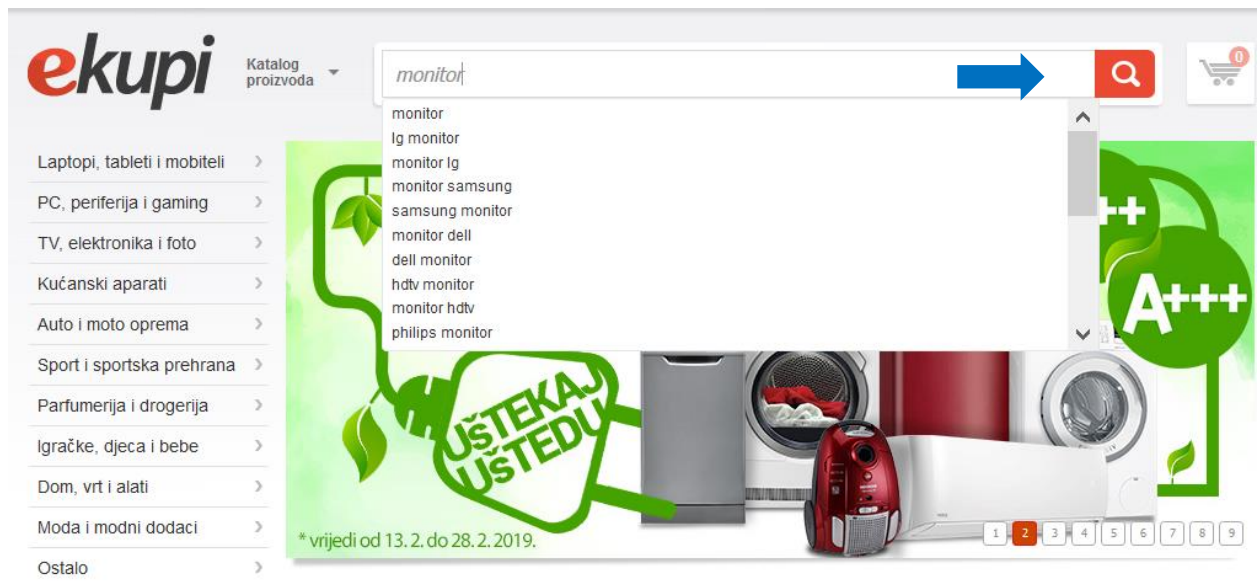 ekupi
Katalog
proizvoda
monitor
0
monitor
lg monitor
monitor lg
monitor samsung
samsung monitor
monitor dell
dell monitor
hdtv monitor
monitor hdtv
philips monitor
Laptopi, tableti i mobiteli
PC, periferija i gaming
TV, elektronika i foto
Kućanski aparati
Auto i moto oprema
Sport i sportska prehrana
Parfumerija i drogerija
Igračke, djeca i bebe
Dom, vrt i alati
Moda i modni dodaci
Ostalo
++
A+++
UŠTEKAJ
UŠTEDU
* vrijedi od 13. 2. do 28. 2. 2019.
1 2 3 4 5 6 7 8 9